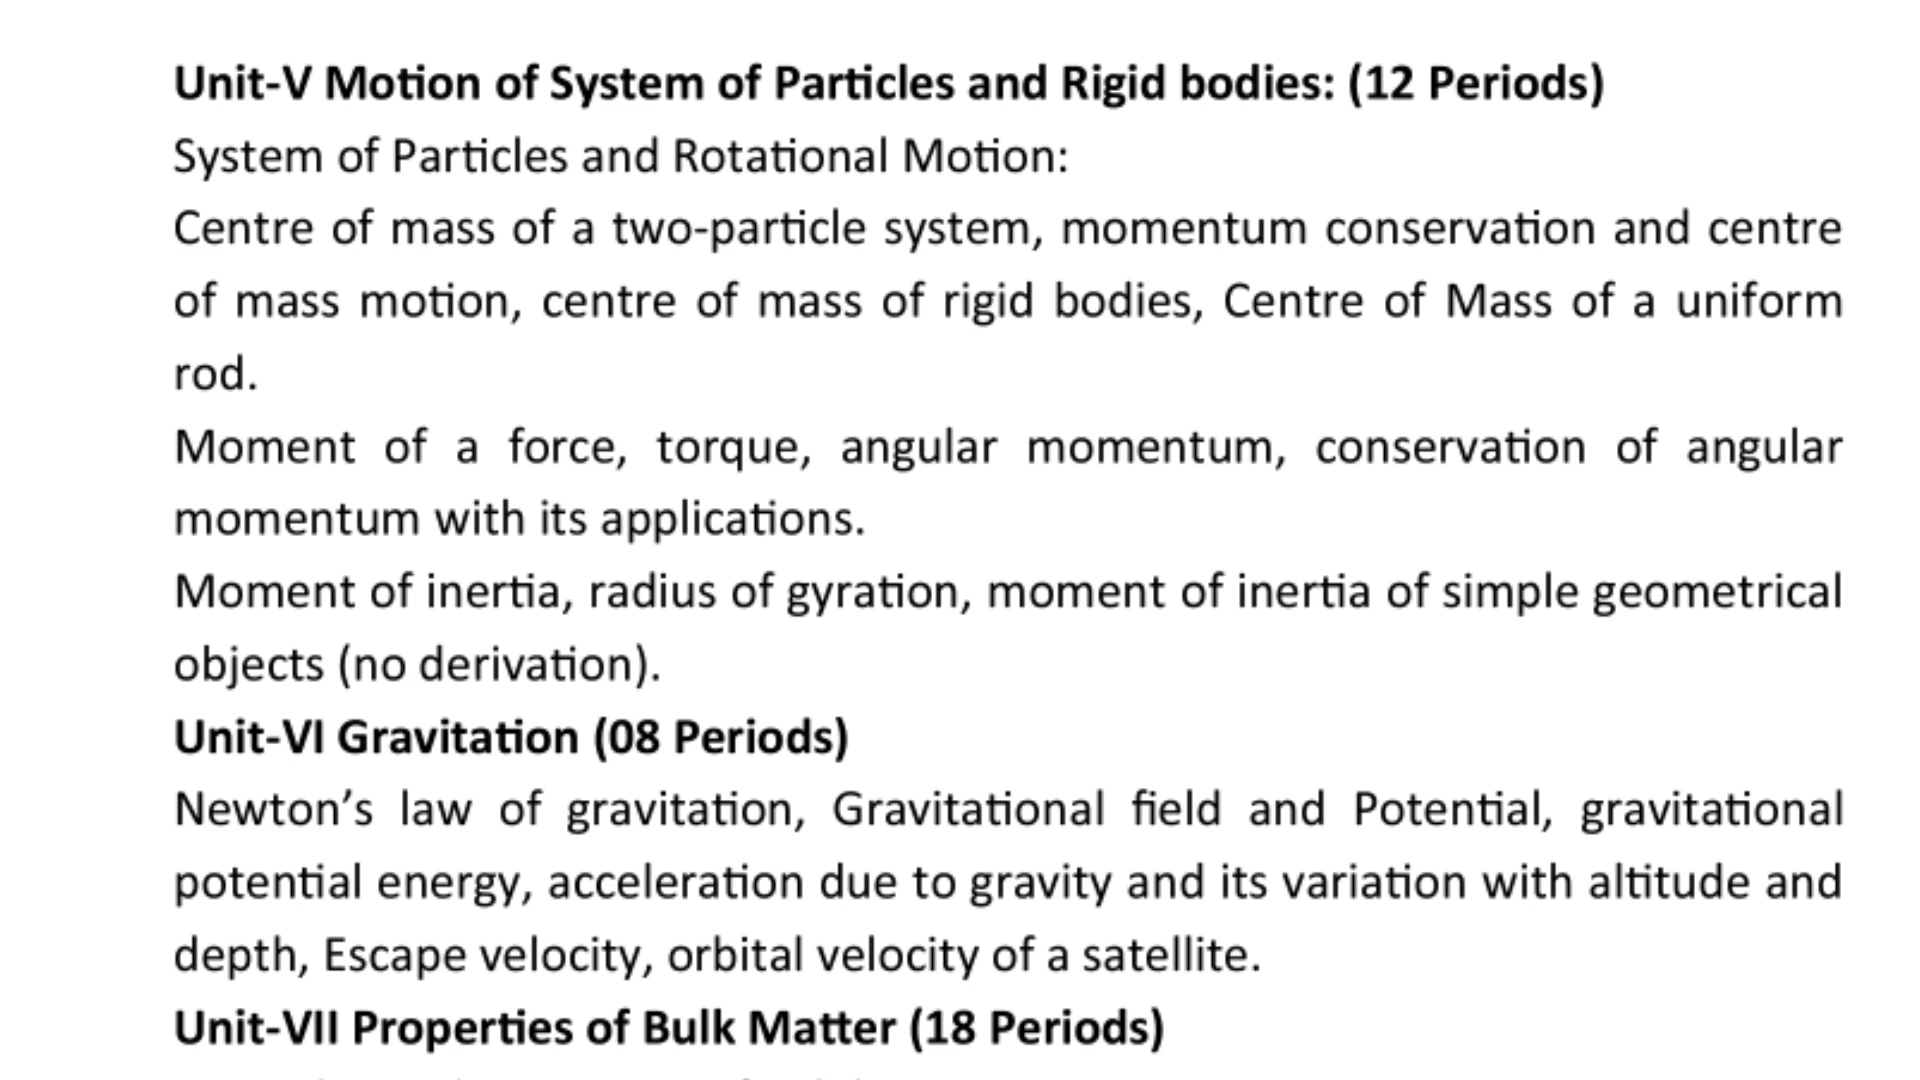 Unit-V Motion of System of Particles and Rigid bodies: (12 Periods)
System of Particles and Rotational Motion:
Centre of mass of a two-particle system, momentum conservation and centre
of mass motion, centre of mass of rigid bodies, Centre of Mass of a uniform
rod.
Moment of a force, torque, angular momentum, conservation of angular
momentum with its applications.
Moment of inertia, radius of gyration, moment of inertia of simple geometrical
objects (no derivation).
Unit-VI Gravitation (08 Periods)
Newton’s law of gravitation, Gravitational field and Potential, gravitational
potential energy, acceleration due to gravity and its variation with altitude and
depth, Escape velocity, orbital velocity of a satellite.
Unit-VII Properties of Bulk Matter (18 Periods)